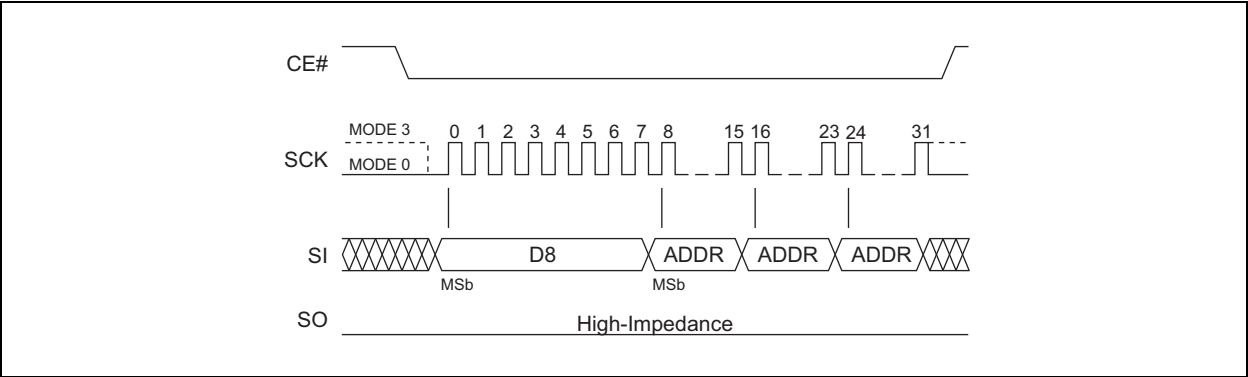 CE#
MODE 3
0 1 2 3 4 5 6 7 8 15 16 23 24 31
SCK
MODE 0
SI
D8 ADDR ADDR ADDR
MSb MSb
SO
High-Impedance